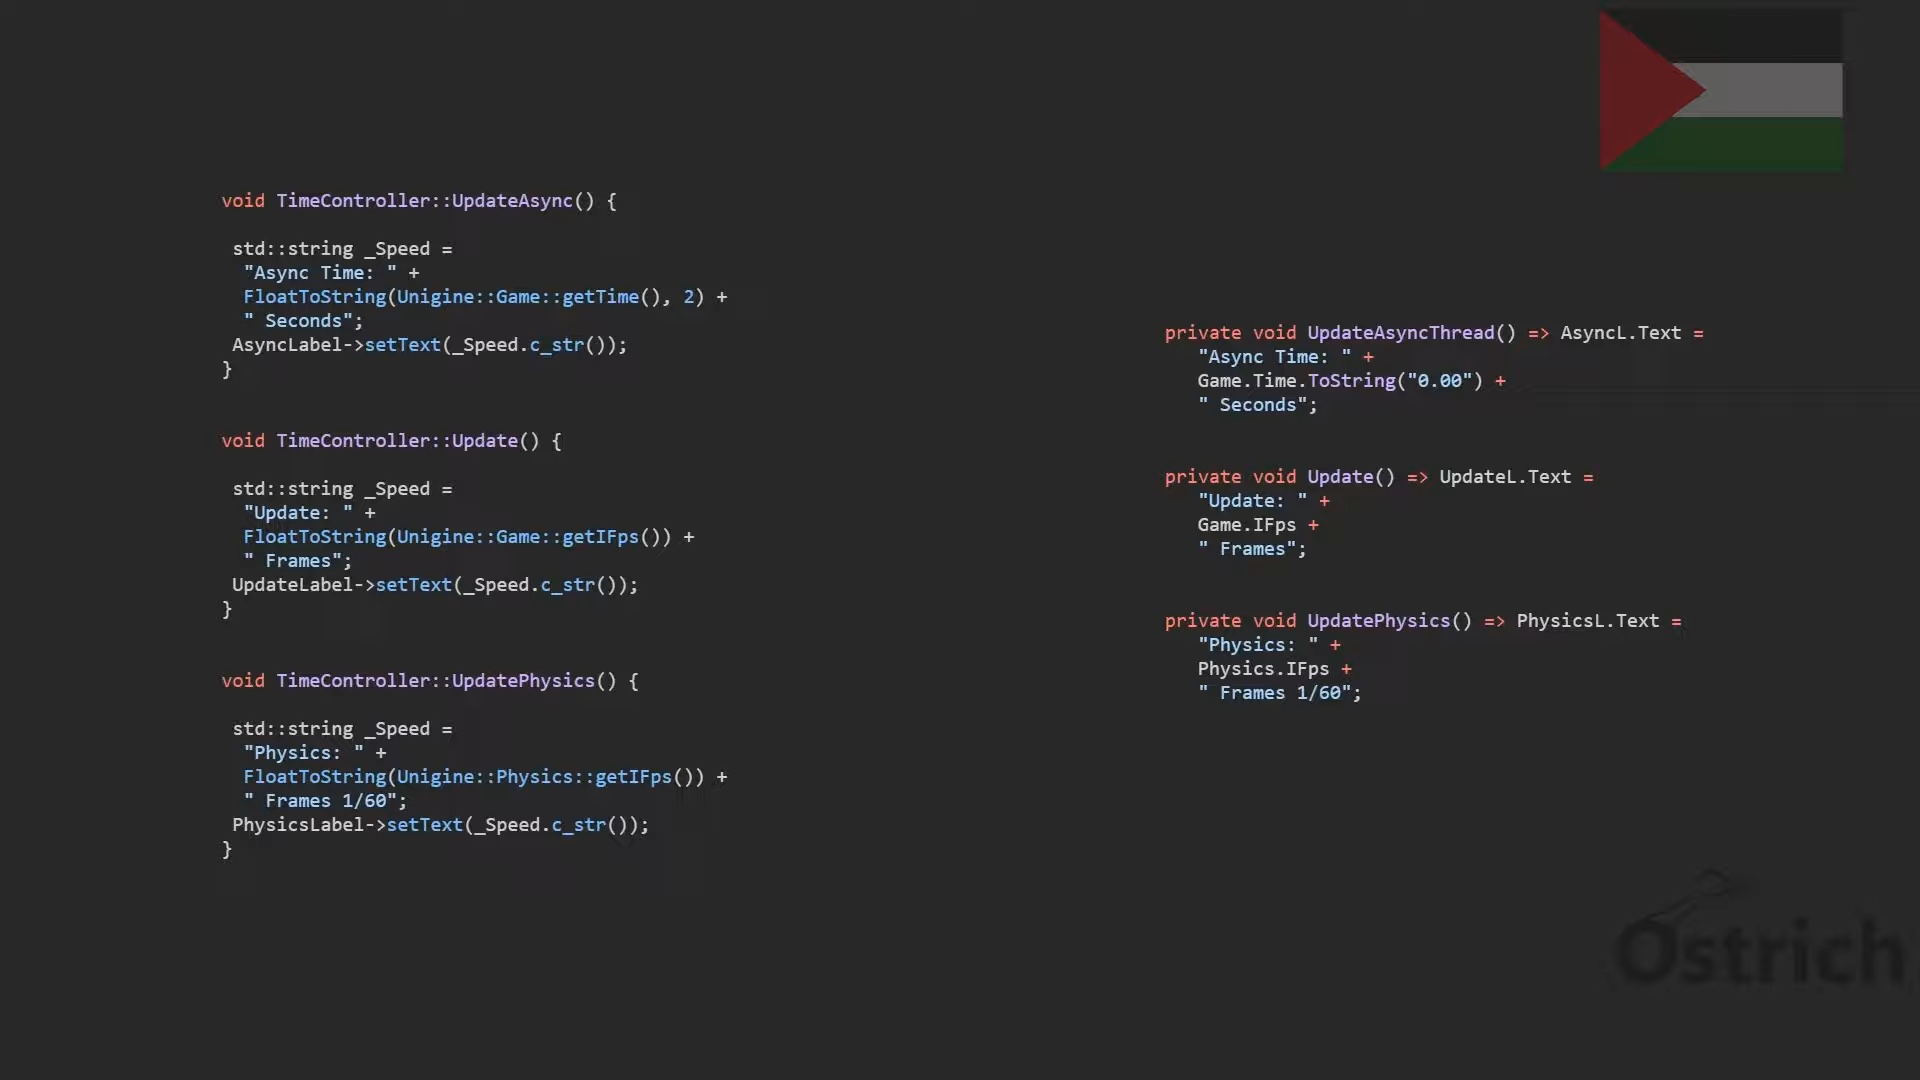 void TimeController::UpdateAsync() {
std::string _Speed =
"Async Time: " +
FloatToString(Unigine::Game::getTime(), 2) +
" Seconds";
AsyncLabel->setText(_Speed.c_str());
}
void TimeController::Update() {
std::string _Speed =
"Update: " +
FloatToString(Unigine::Game::getIFps()) +
" Frames";
UpdateLabel->setText(_Speed.c_str());
}
void TimeController::UpdatePhysics() {
std::string _Speed =
"Physics: " +
FloatToString(Unigine::Physics::getIFps()) +
" Frames 1/60";
PhysicsLabel->setText(_Speed.c_str());
}
private void UpdateAsyncThread() => AsyncL.Text =
"Async Time: " +
Game.Time.ToString("0.00") +
" Seconds";
private void Update() => UpdateL.Text =
"Update: " +
Game.IFps +
" Frames";
private void UpdatePhysics() => PhysicsL.Text =
"Physics: " +
Physics.IFps +
" Frames 1/60";
Ostrich